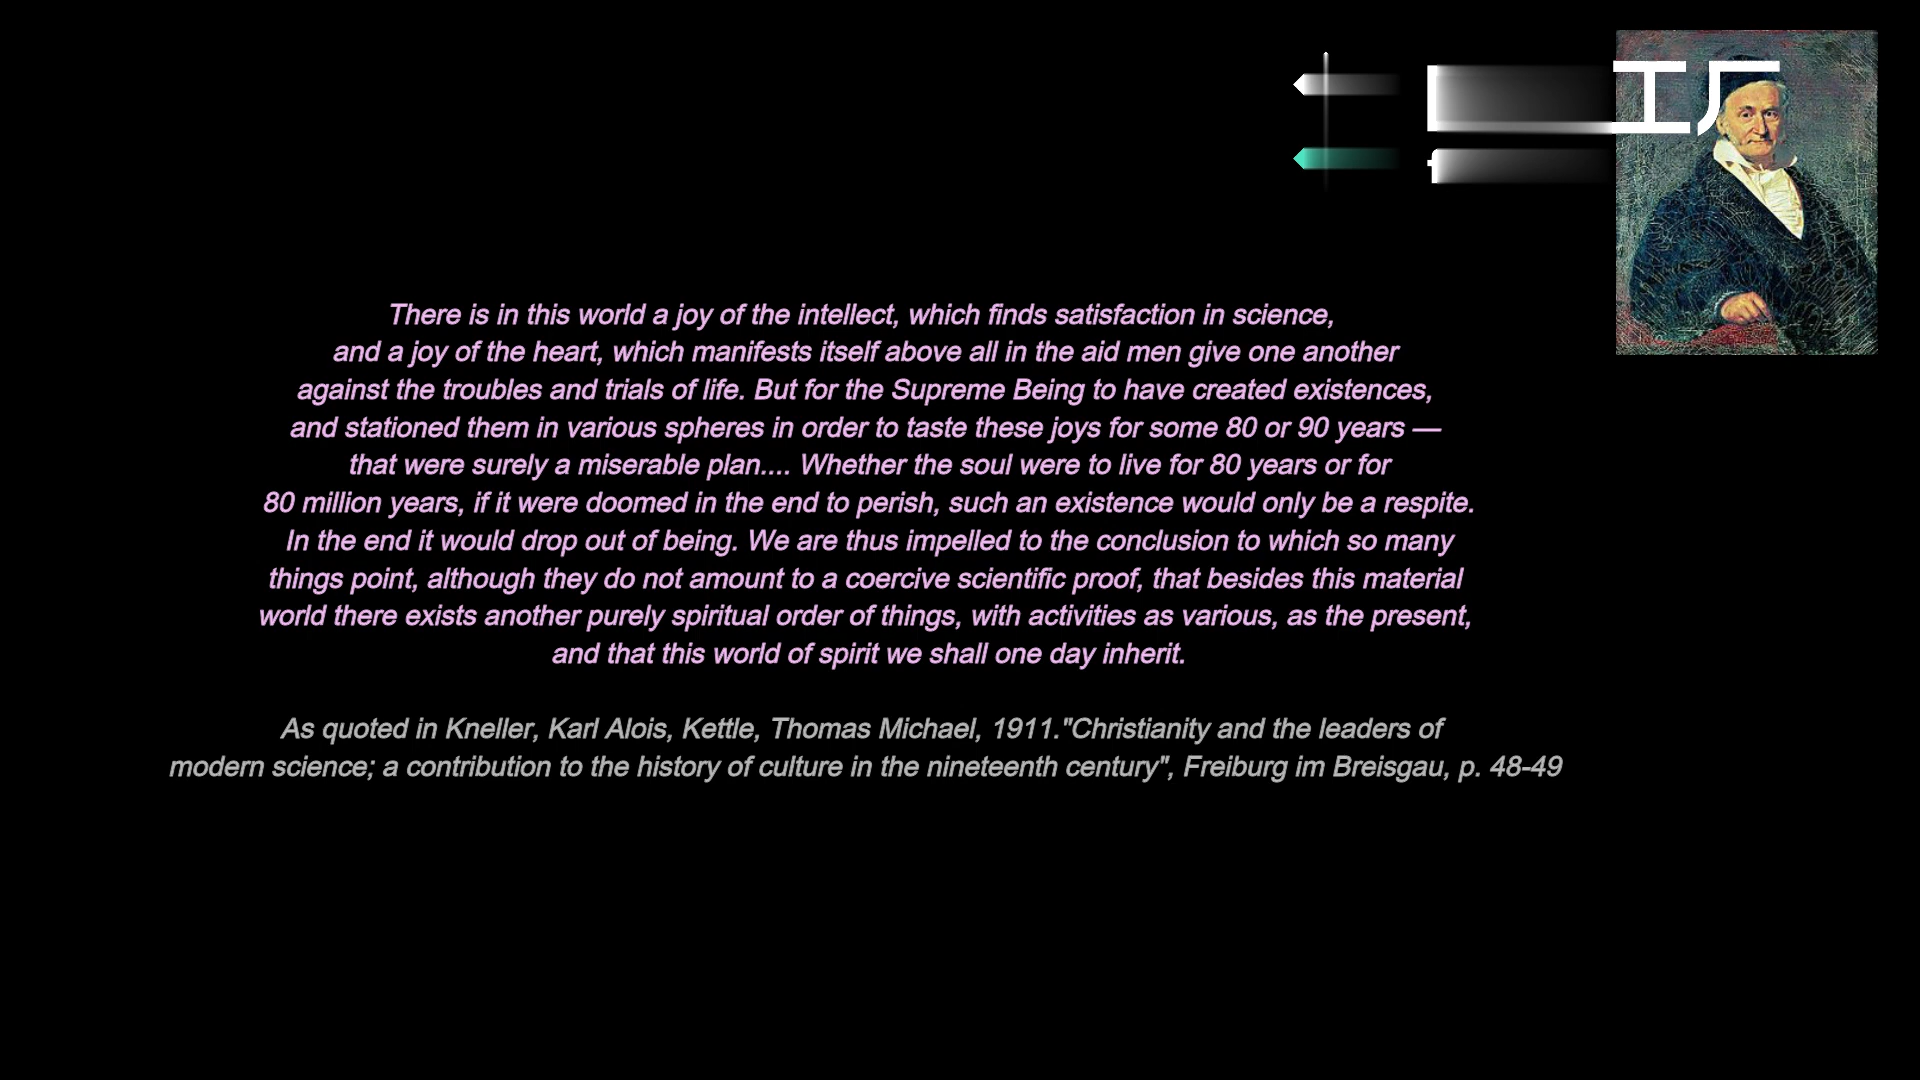 工厂
There is in this world a joy of the intellect, which finds satisfaction in science,
and a joy of the heart, which manifests itself above all in the aid men give one another
against the troubles and trials of life. But for the Supreme Being to have created existences,
and stationed them in various spheres in order to taste these joys for some 80 or 90 years —
that were surely a miserable plan.... Whether the soul were to live for 80 years or for
80 million years, if it were doomed in the end to perish, such an existence would only be a respite.
In the end it would drop out of being. We are thus impelled to the conclusion to which so many
things point, although they do not amount to a coercive scientific proof, that besides this material
world there exists another purely spiritual order of things, with activities as various, as the present,
and that this world of spirit we shall one day inherit.
As quoted in Kneller, Karl Alois, Kettle, Thomas Michael, 1911."Christianity and the leaders of
modern science; a contribution to the history of culture in the nineteenth century", Freiburg im Breisgau, p. 48-49